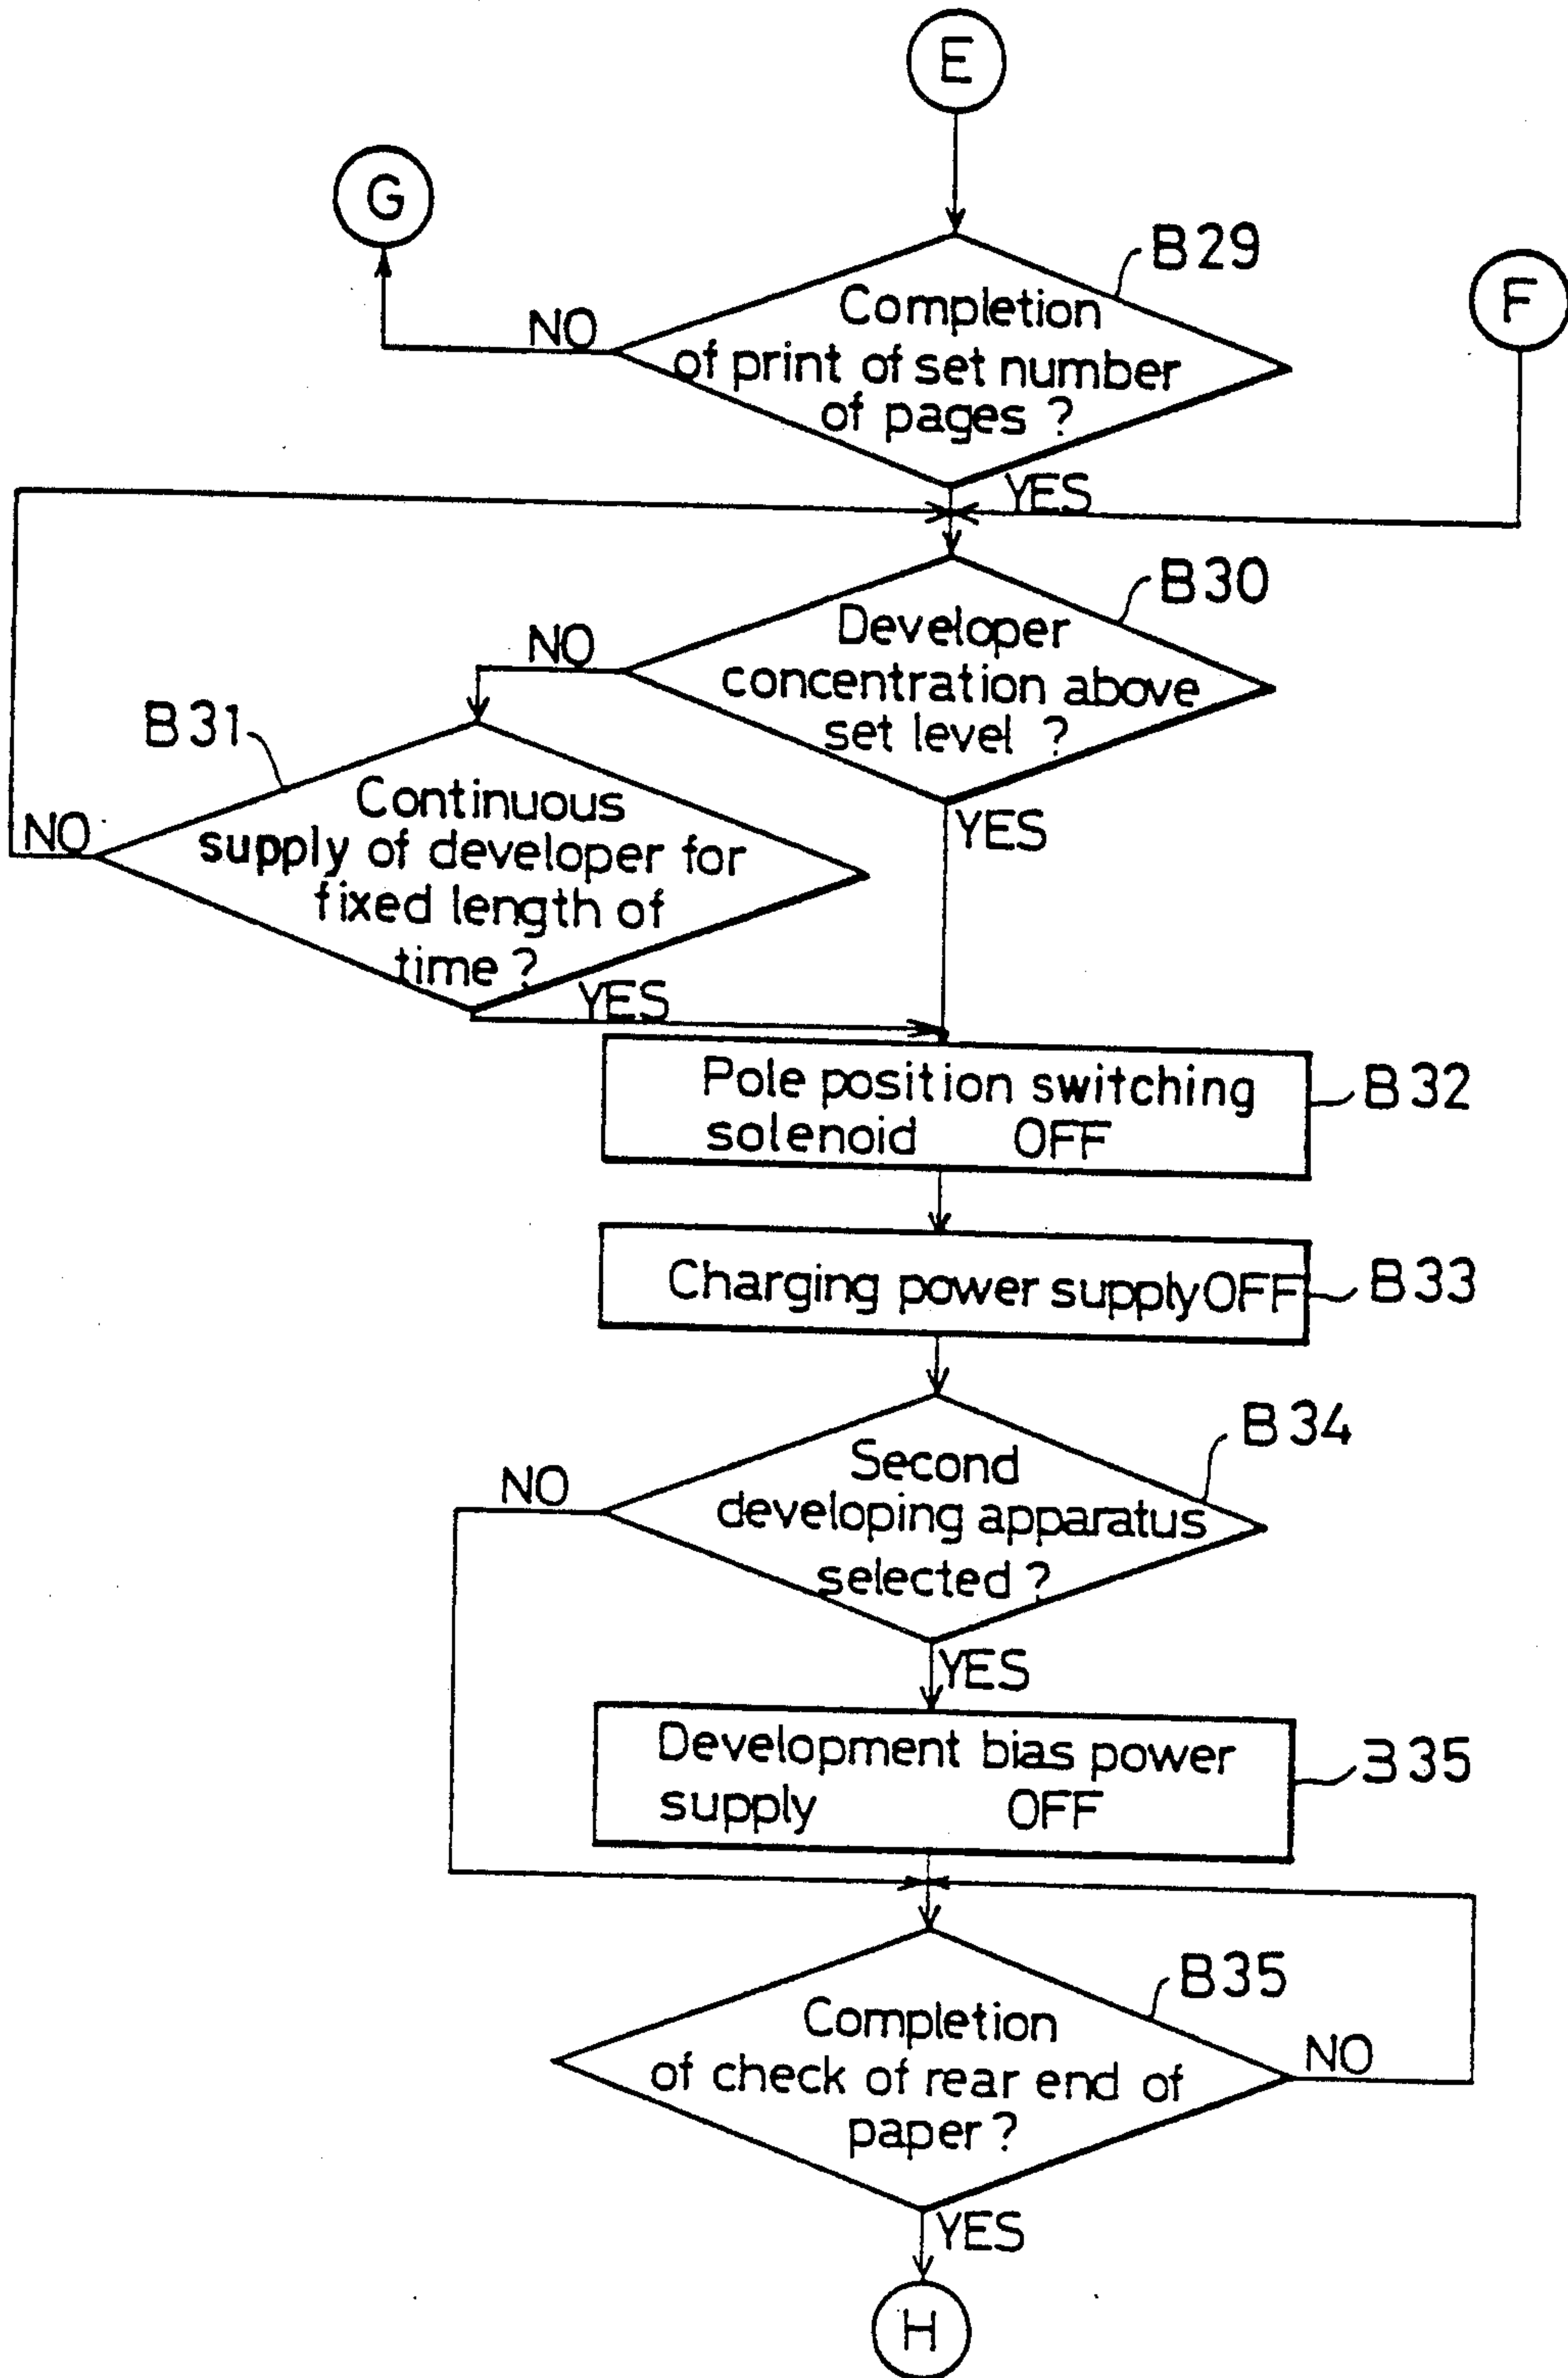 E
G
B29
F
NO
Completion
of print of set number
of pages ?
YES
B30
NO
Developer
concentration above
set level ?
B31
YES
NO
Continuous
supply of developer for
fixed length of
time ?
YES
Pole position switching
solenoid OFF
B32
Charging power supply OFF
B33
B34
NO
Second
developing apparatus
selected ?
YES
Development bias power
supply OFF
B35
B35
Completion
of check of rear end of
paper ?
NO
YES
H